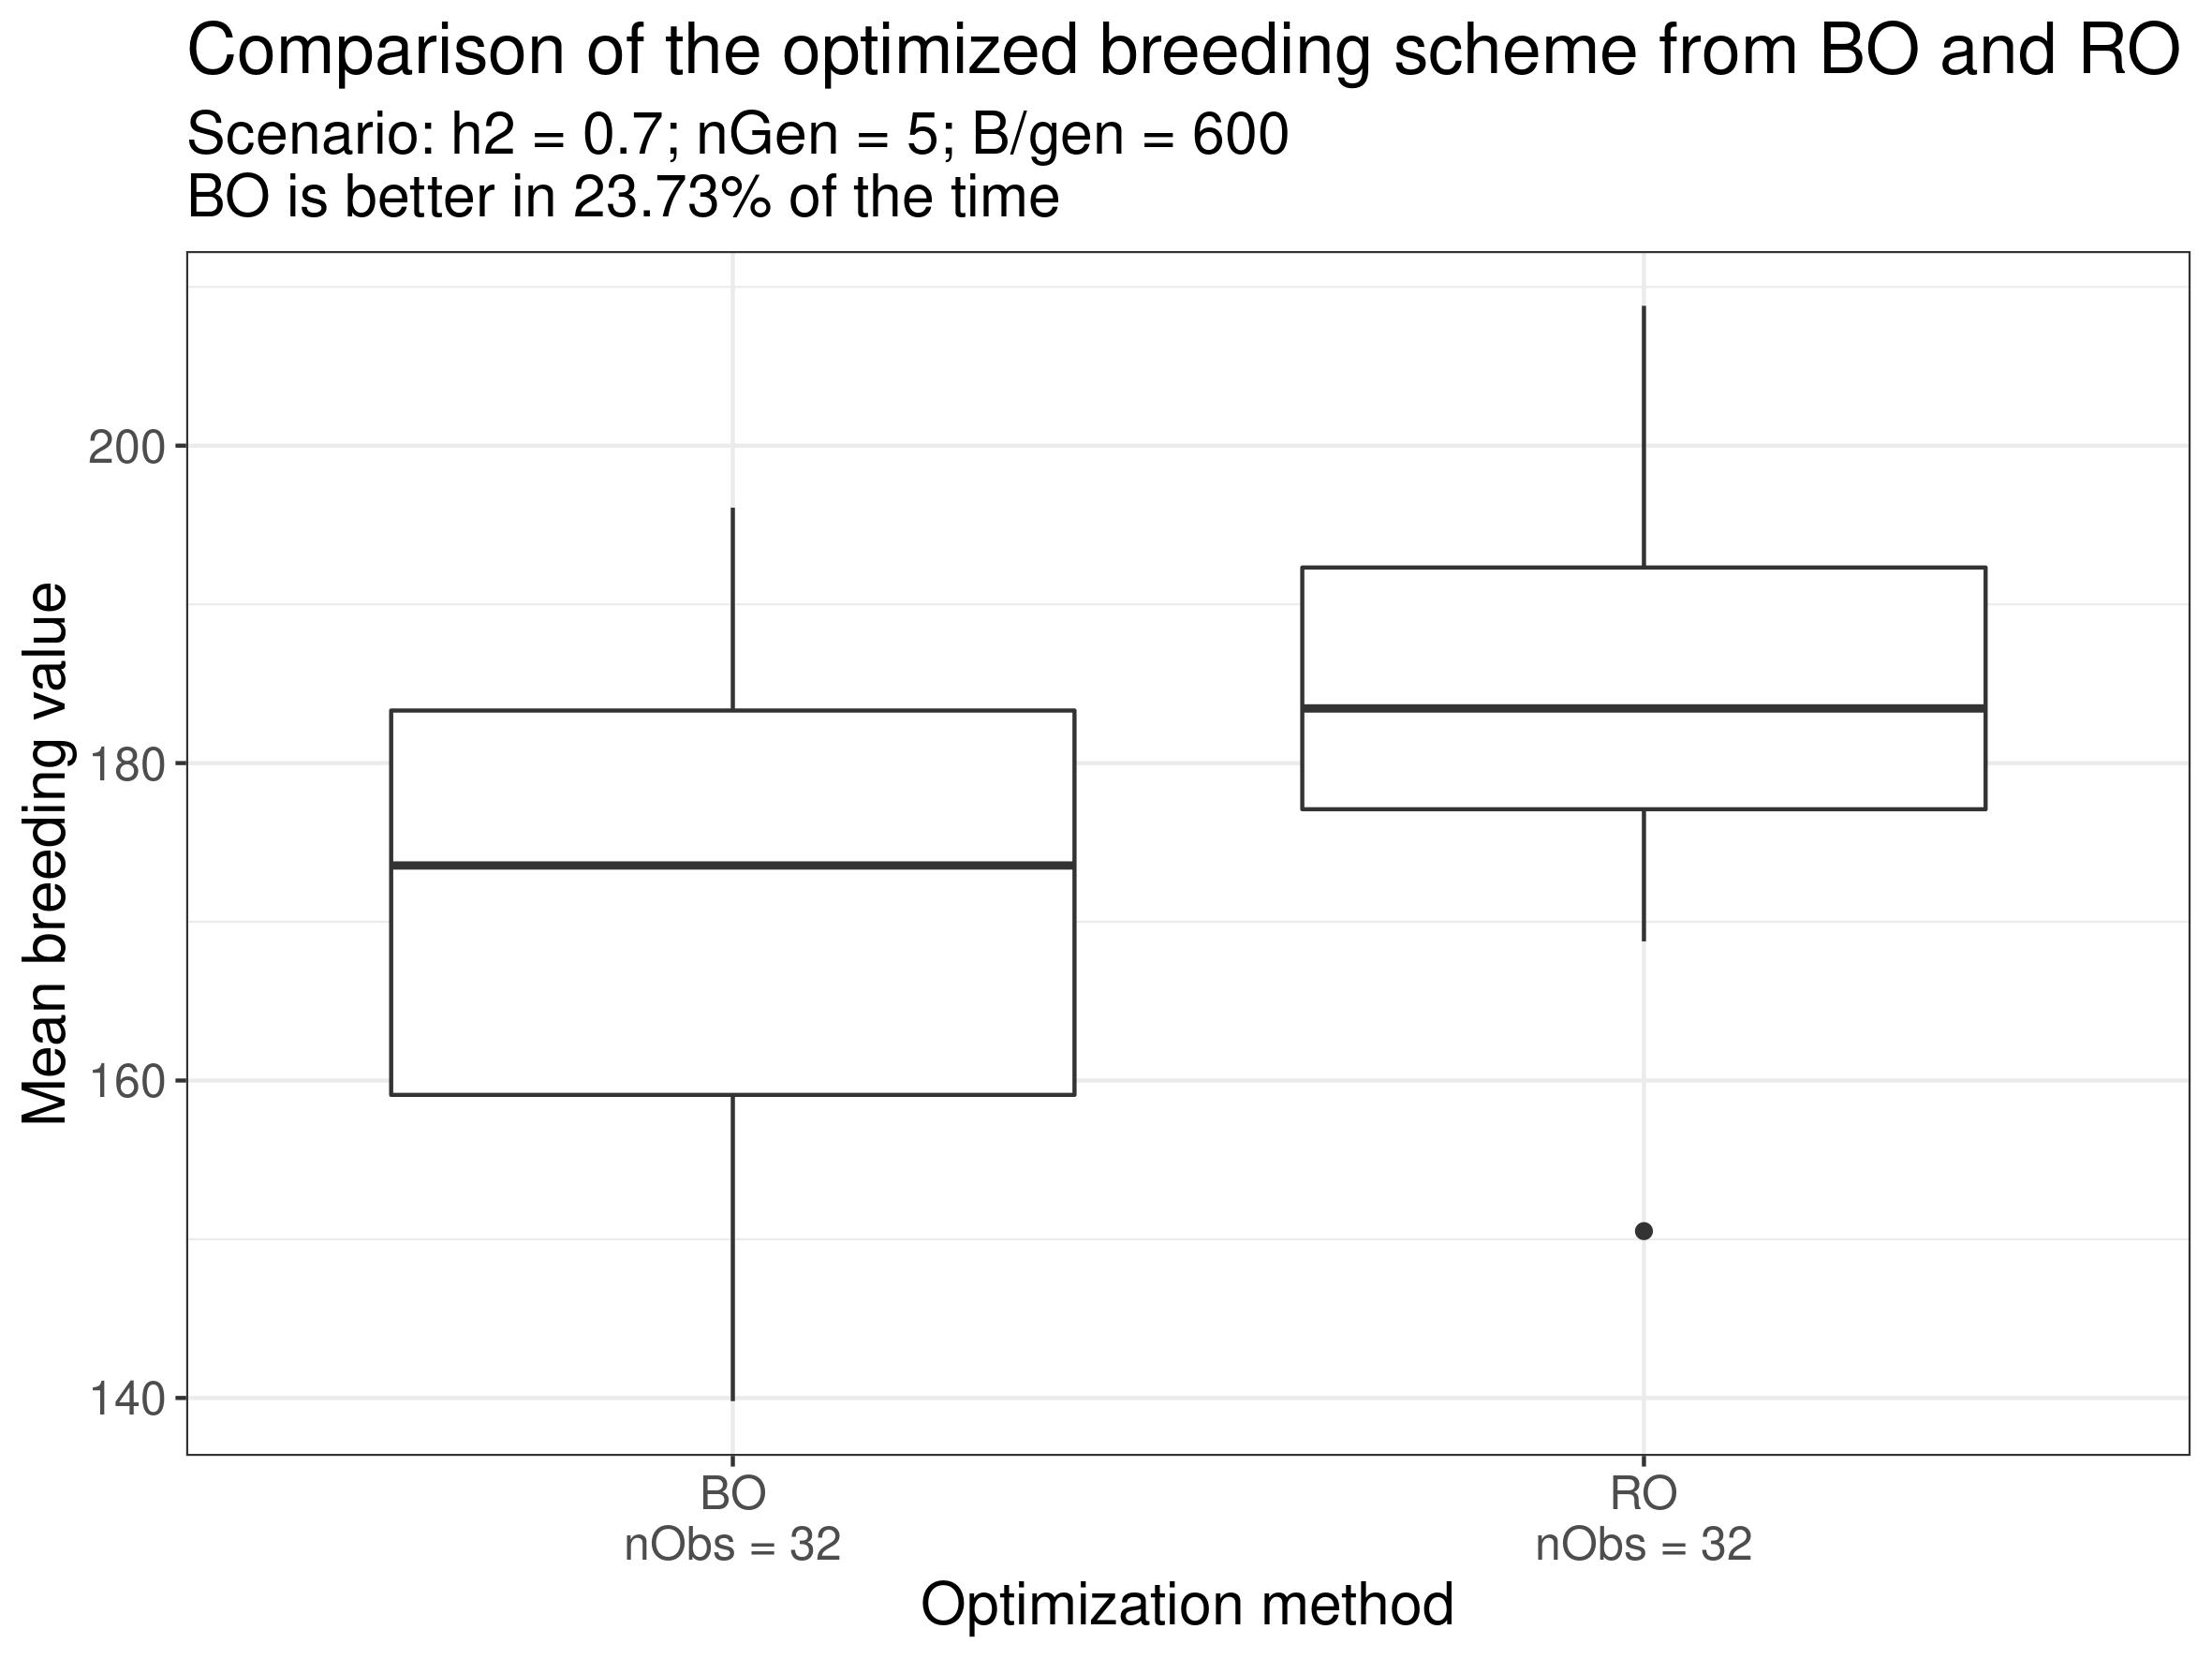 Comparison of the optimized breeding scheme from BO and RO
Scenario: h2 = 0.7; nGen = 5; B/gen = 600
BO is better in 23.73% of the time
Mean breeding value
200
180
160
140
BO
nObs = 32
RO
nObs = 32
Optimization method